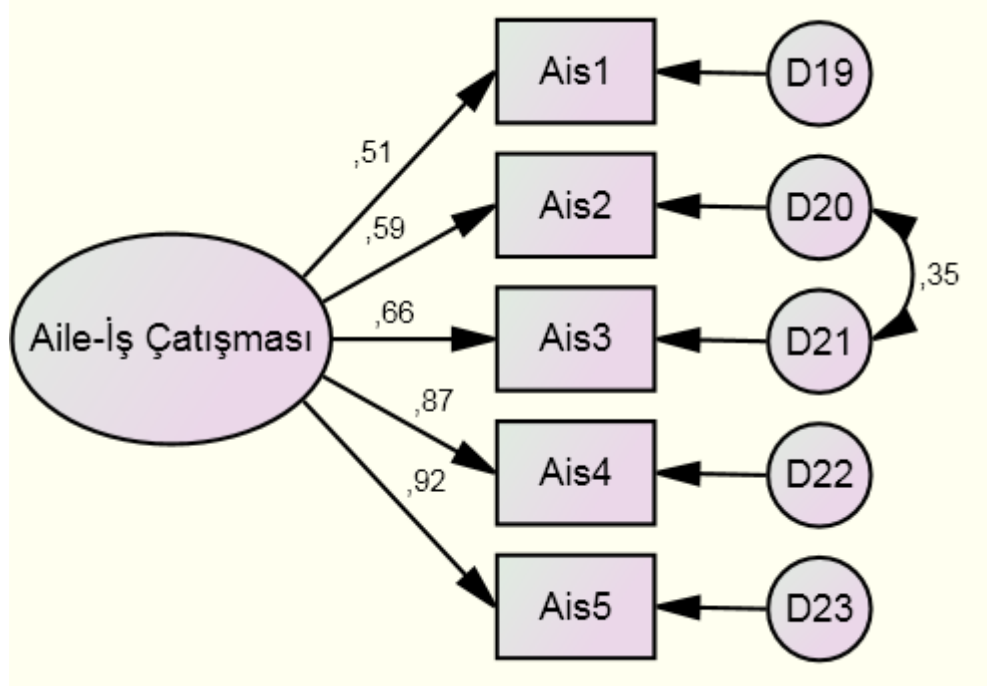 Ais1
D19
,51
Ais2
D20
,59
,35
,66
Aile-İş Çatışması
Ais3
D21
,87
Ais4
D22
,92
Ais5
D23